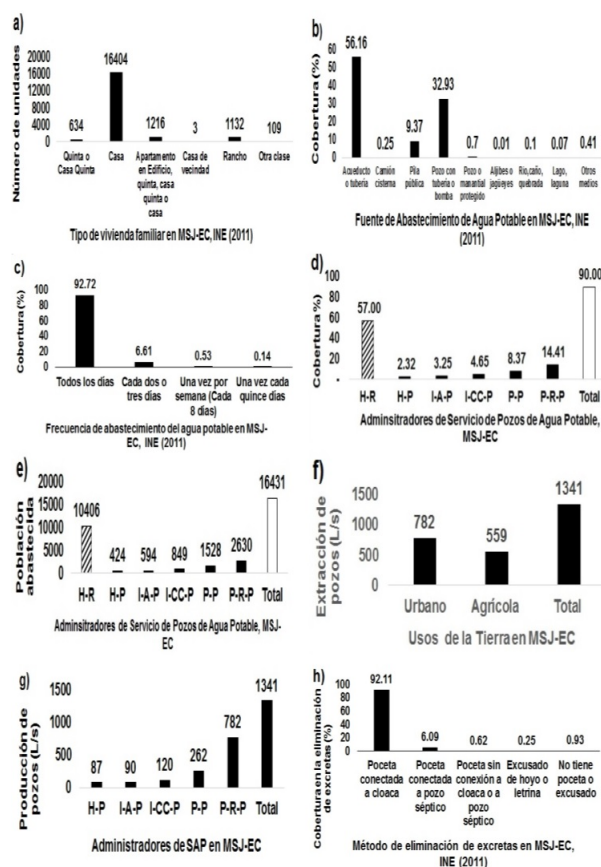 a)
Número de unidades
20000
16000
12000
8000
4000
0
634
16404
1216
3
1132
109
Quinta o Casa Quinta
Casa
Apartamento en Edificio, quinta, casa quinta o casa
Casa de vecindad
Rancho
Otra clase
Tipo de vivienda familiar en MSJ-EC, INE (2011)
b)
Cobertura (%)
60
50
40
30
20
10
0
56.16
0.25
9.37
32.93
0.7
0.01
0.1
0.07
0.41
Acueducto o tubería
Camión cisterna
Pila pública
Pozo con tubería o bomba
Pozo o manantial protegido
Aljibes o jagüeyes
Rio, caño, quebrada
Lago, laguna
Otros medios
Fuente de Abastecimiento de Agua Potable en MSJ-EC, INE
(2011)
c)
Cobertura (%)
100
80
60
40
20
0
92.72
6.61
0.53
0.14
Todos los días
Cada dos o tres días
Una vez por semana (Cada 8 días)
Una vez cada quince días
Frecuencia de abastecimiento del agua potable en MSJ-
EC, INE (2011)
d)
Cobertura %)
100
80
60
40
20
-
57.00
2.32
3.25
4.65
8.37
14.41
90.00
H-R
H-P
I-A-P
I-CC-P
P-P
P-R-P
Total
Adminsitradores de Servicio de Pozos de Agua Potable,
MSJ-EC
e)
Población
abastecida
20000
15000
10000
5000
0
10406
424
594
849
1528
2630
16431
H-R
H-P
I-A-P
I-CC-P
P-P
P-R-P
Total
Adminsitradores de Servicio de Pozos de Agua Potable, MSJ-
EC
f)
Extracción de
pozos (L/s)
1500
1000
500
0
782
559
1341
Urbano
Agrícola
Total
Usos de la Tierra en MSJ-EC
g)
Producción de
pozos (L/s)
1500
1000
500
0
87
90
120
262
782
1341
H-P
I-A-P
I-CC-P
P-P
P-R-P
Total
Administradores de SAP en MSJ-EC
h)
Cobertura en la eliminación
de excretas (%)
100
80
60
40
20
0
92.11
6.09
0.62
0.25
0.93
Poceta conectada a cloaca
Poceta conectada a pozo séptico
Poceta sin conexión a cloaca o a pozo séptico
Excusado de hoyo o letrina
No tiene poceta o excusado
Método de eliminación de excretas en MSJ-EC,
INE (2011)